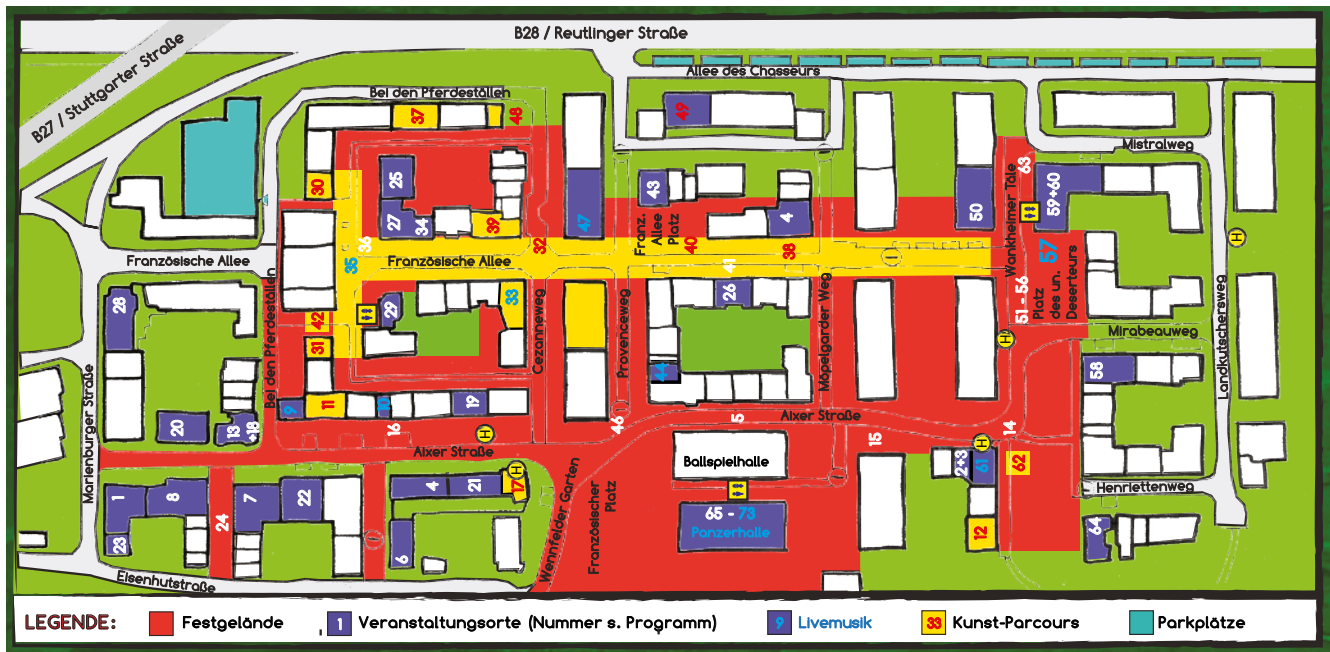 B28 / Reutlinger Straße
B27 / Stuttgarter Straße
Allee des Chasseurs
Bei den Pferdeställen
37
48
49
Mistralweg
63
30
25
43
50
59+60
27
34
39
47
4
Wankheimer Täle
Franz.
Allee
Platz
36
32
40
38
57
H
35
Französische Allee
Französische Allee
41
28
Bei den Pferdeställen
29
33
26
51 - 56
Platz
des un.
Deserteurs
42
Cezanneweg
Provenceweg
Möpelgarder Weg
Mirabeauweg
Landkutschersweg
31
H
44
58
Marienburger Straße
9
11
10
19
20
13
+18
16
H
46
5
Aixer Straße
15
14
H
Aixer Straße
Ballspielhalle
2+3
61
62
1
8
7
22
24
4
21
17
H
Henriettenweg
Wennfelder Garten
Französischer
Platz
65 - 73
Panzerhalle
12
64
23
6
Eisenhutstraße
LEGENDE:
Festgelände
1 Veranstaltungsorte (Nummer s. Programm)
9 Livemusik
33 Kunst-Parcours
Parkplätze